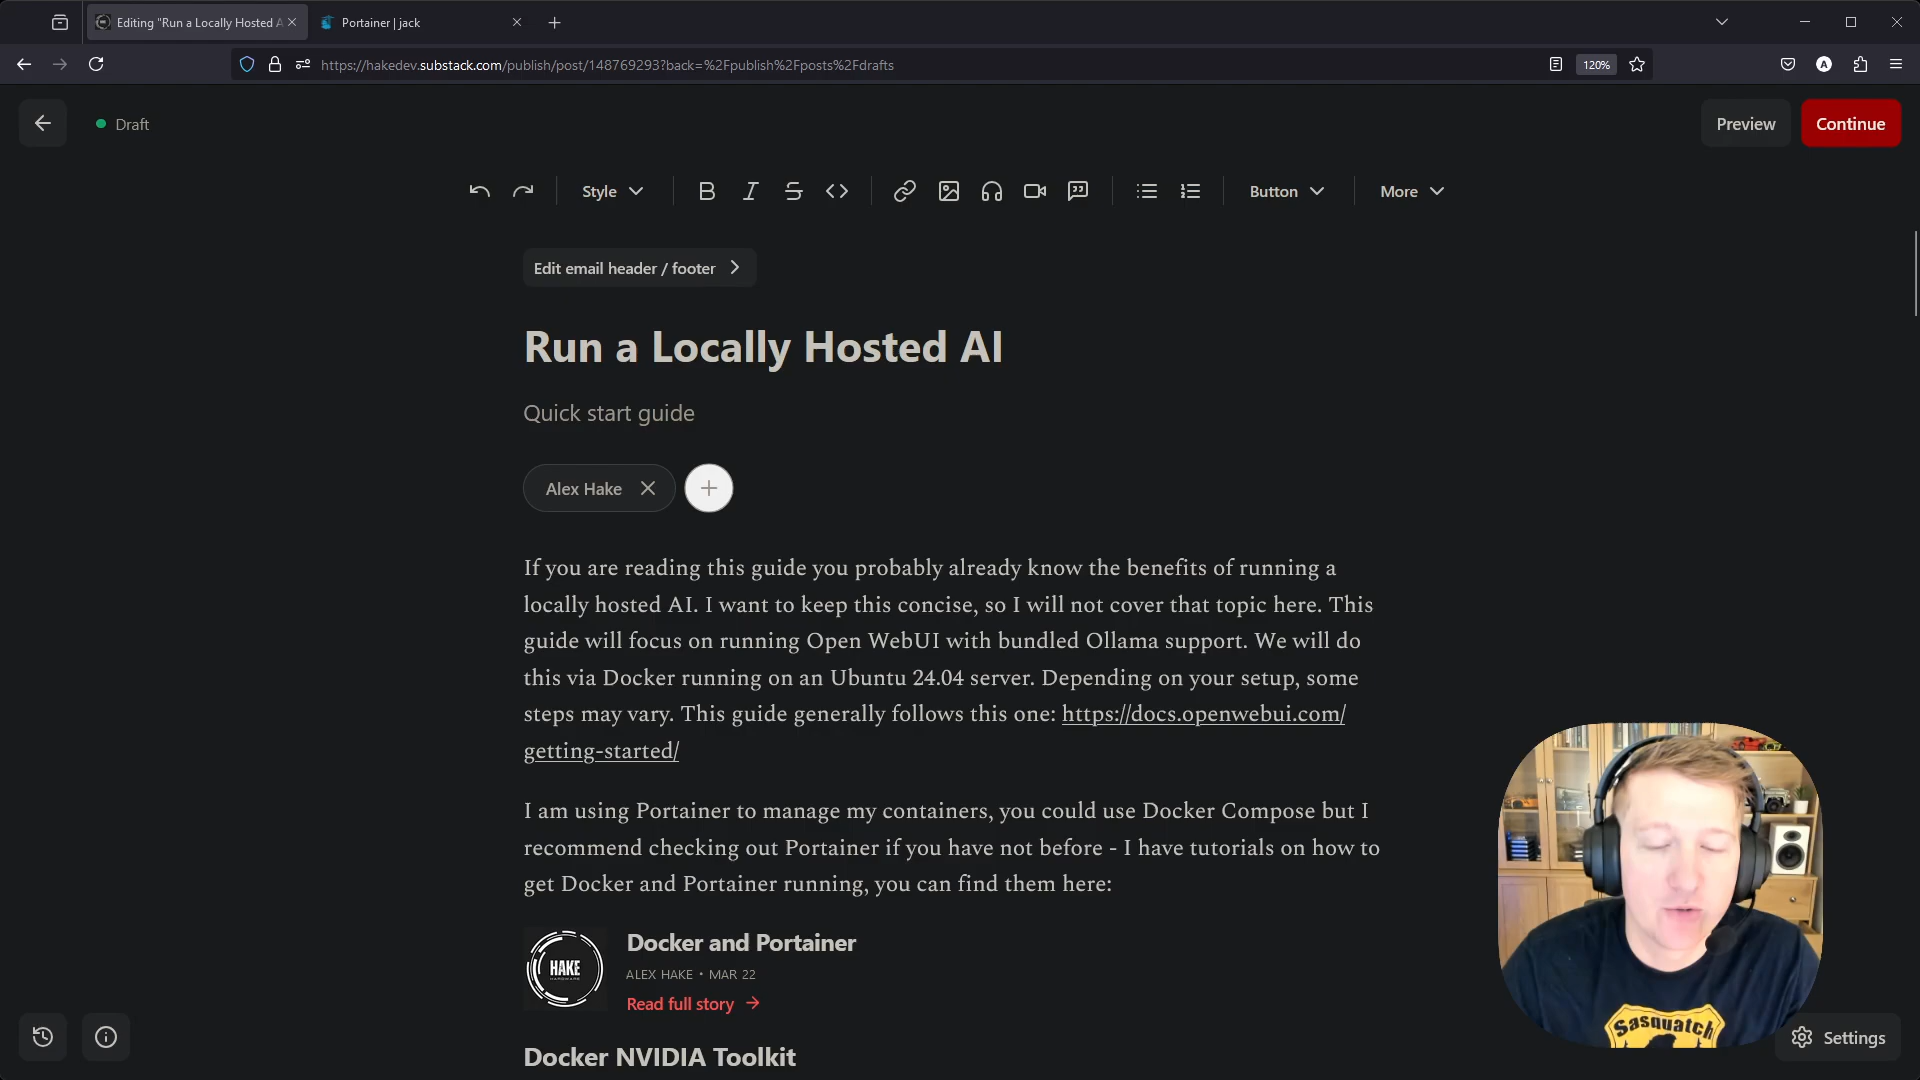 Editing "Run a Locally Hosted A
Portainer | jack
https://hakedev.substack.com/publish/post/148769293?back=%2Fpublish%2Fposts%2Fdrafts
120%
A
Draft
Preview
Continue
Style
Button
More
Edit email header / footer
Run a Locally Hosted AI
Quick start guide
Alex Hake
If you are reading this guide you probably already know the benefits of running a
locally hosted AI. I want to keep this concise, so I will not cover that topic here. This
guide will focus on running Open WebUI with bundled Ollama support. We will do
this via Docker running on an Ubuntu 24.04 server. Depending on your setup, some
steps may vary. This guide generally follows this one: https://docs.openwebui.com/
getting-started/
I am using Portainer to manage my containers, you could use Docker Compose but I
recommend checking out Portainer if you have not before - I have tutorials on how to
get Docker and Portainer running, you can find them here:
HAKE
HARDWARE
Docker and Portainer
ALEX HAKE • MAR 22
Read full story
Docker NVIDIA Toolkit
Sasquatch
Settings